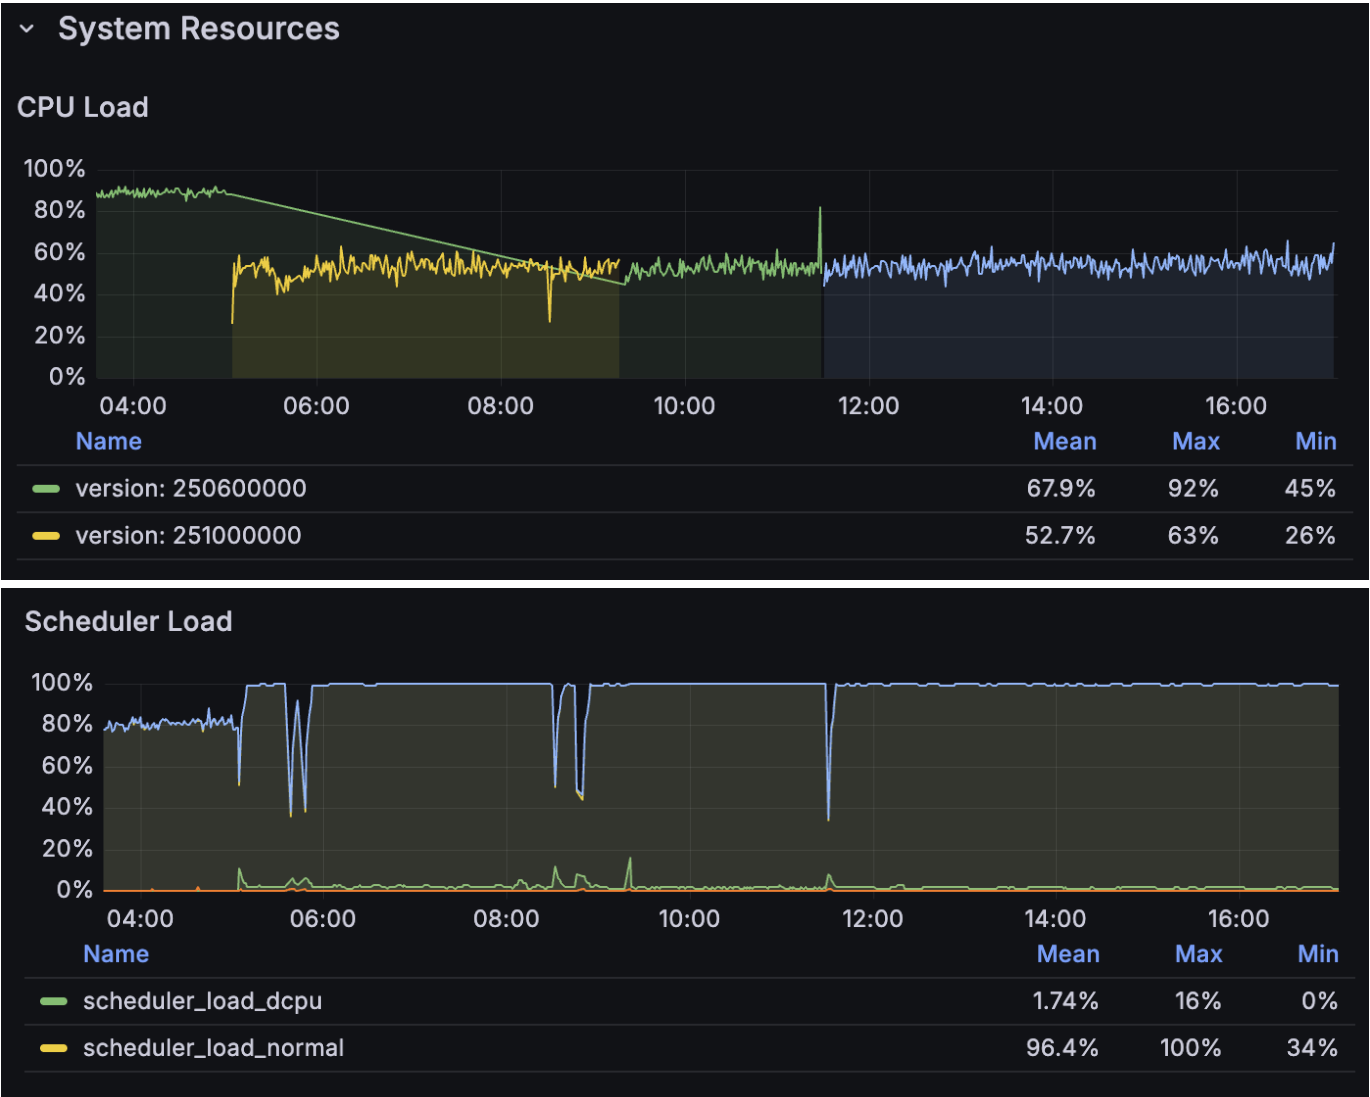 System Resources
CPU Load
100%
80%
60%
40%
20%
0%
04:00 06:00 08:00 10:00 12:00 14:00 16:00
Name Mean Max Min
version: 250600000 67.9% 92% 45%
version: 251000000 52.7% 63% 26%
Scheduler Load
100%
80%
60%
40%
20%
0%
04:00 06:00 08:00 10:00 12:00 14:00 16:00
Name Mean Max Min
scheduler_load_dcpu 1.74% 16% 0%
scheduler_load_normal 96.4% 100% 34%